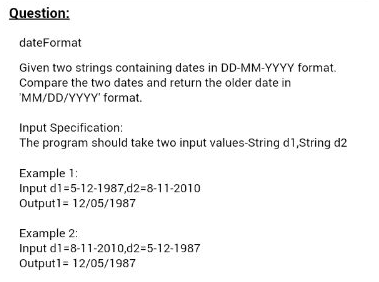 Question:
dateFormat
Given two strings containing dates in DD-MM-YYYY format.
Compare the two dates and return the older date in
'MM/DD/YYYY' format.
Input Specification:
The program should take two input values-String d1,String d2
Example 1:
Input d1=5-12-1987,d2=8-11-2010
Output1= 12/05/1987
Example 2:
Input d1=8-11-2010,d2=5-12-1987
Output1= 12/05/1987